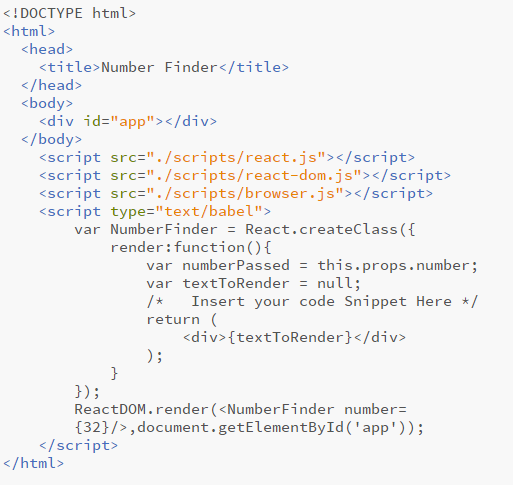 <!DOCTYPE html>
<html>
  <head>
    <title>Number Finder</title>
  </head>
  <body>
    <div id="app"></div>
  </body>
    <script src="./scripts/react.js"></script>
    <script src="./scripts/react-dom.js"></script>
    <script src="./scripts/browser.js"></script>
    <script type="text/babel">
        var NumberFinder = React.createClass({
            render:function(){
                var numberPassed = this.props.number;
                var textToRender = null;
                /*  Insert your code Snippet Here */
                return (
                    <div>{textToRender}</div>
                );
            }
        });
        ReactDOM.render(<NumberFinder number=
        {32}/>,document.getElementById('app'));
    </script>
</html>